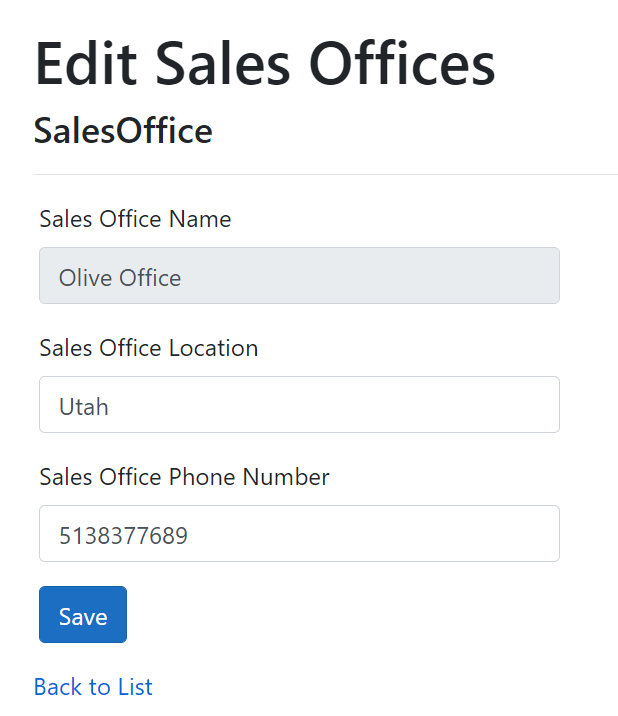 Edit Sales Offices
SalesOffice
Sales Office Name
Olive Office
Sales Office Location
Utah
Sales Office Phone Number
5138377689
Save
Back to List